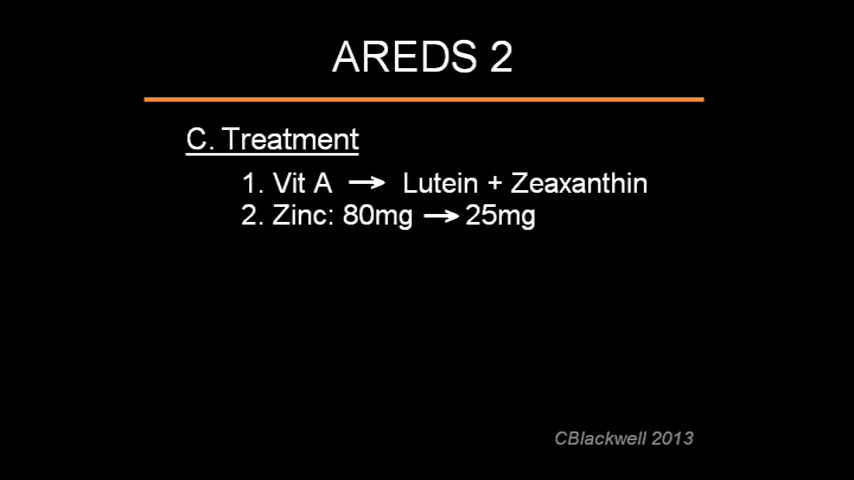 AREDS 2
C. Treatment
1. Vit A → Lutein + Zeaxanthin
2. Zinc: 80mg → 25mg
CBlackwell 2013